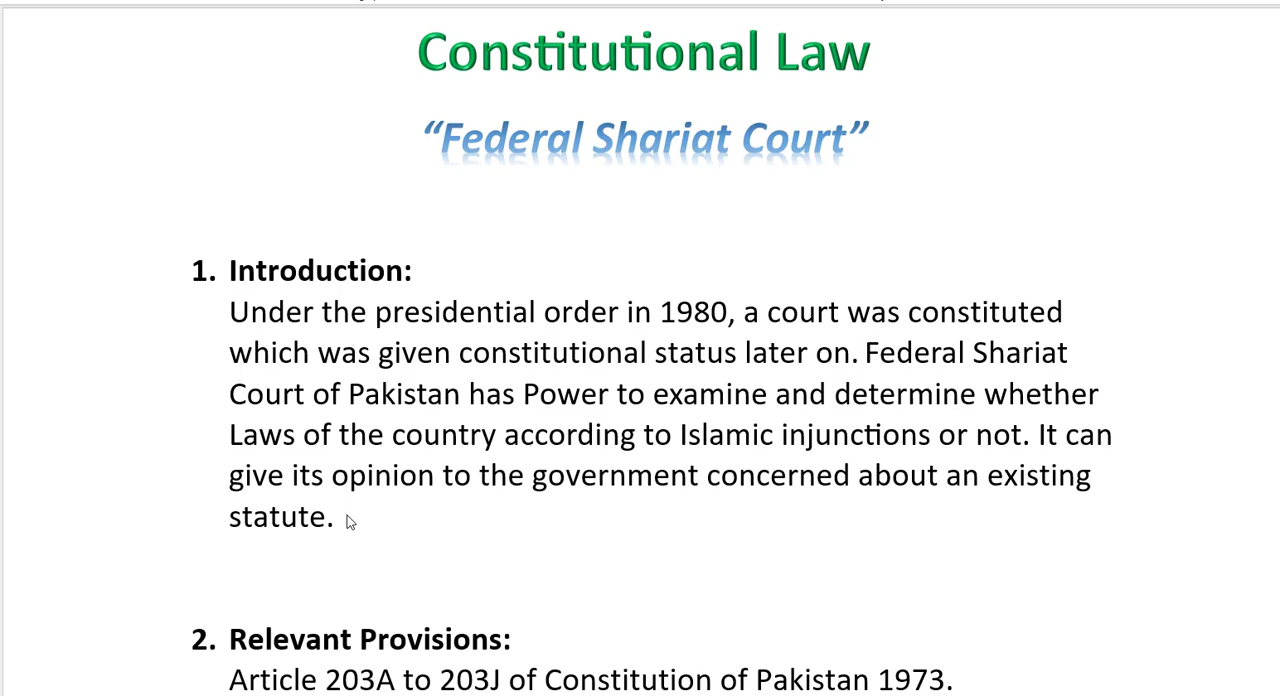 Constitutional Law
“Federal Shariat Court”
1. Introduction:
Under the presidential order in 1980, a court was constituted
which was given constitutional status later on. Federal Shariat
Court of Pakistan has Power to examine and determine whether
Laws of the country according to Islamic injunctions or not. It can
give its opinion to the government concerned about an existing
statute.
2. Relevant Provisions:
Article 203A to 203J of Constitution of Pakistan 1973.